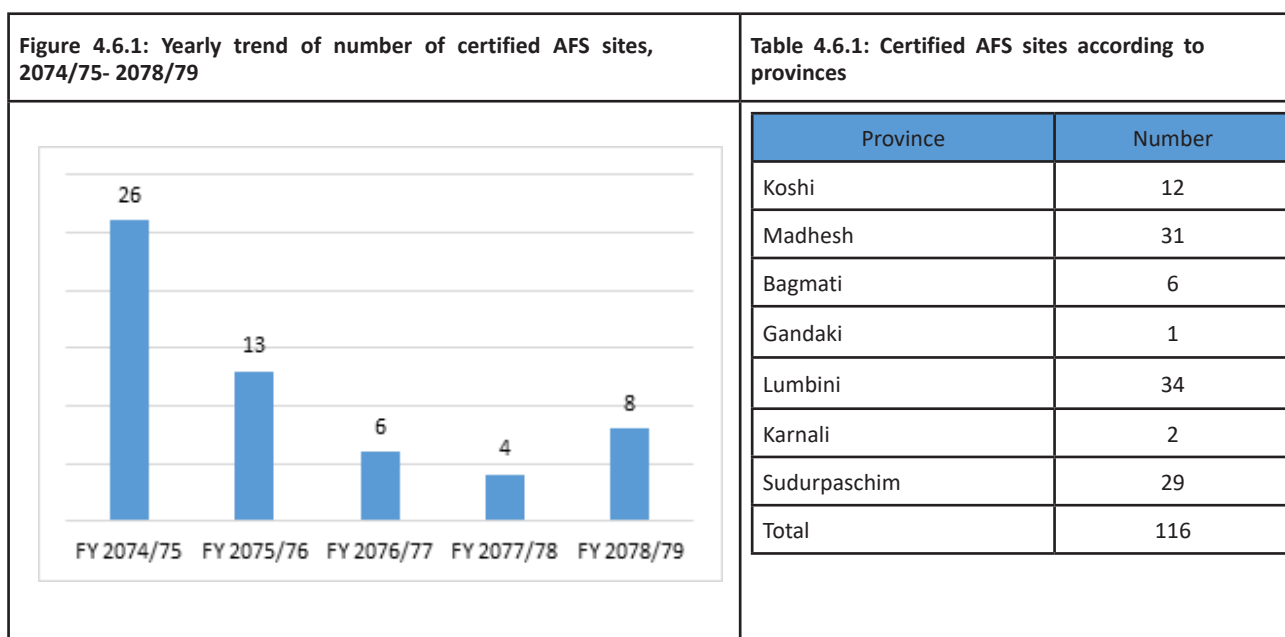 Figure 4.6.1: Yearly trend of number of certified AFS sites,
2074/75- 2078/79
26
13
6
4
8
FY 2074/75 FY 2075/76 FY 2076/77 FY 2077/78 FY 2078/79
Table 4.6.1: Certified AFS sites according to
provinces
Province Number
Koshi 12
Madhesh 31
Bagmati 6
Gandaki 1
Lumbini 34
Karnali 2
Sudurpaschim 29
Total 116